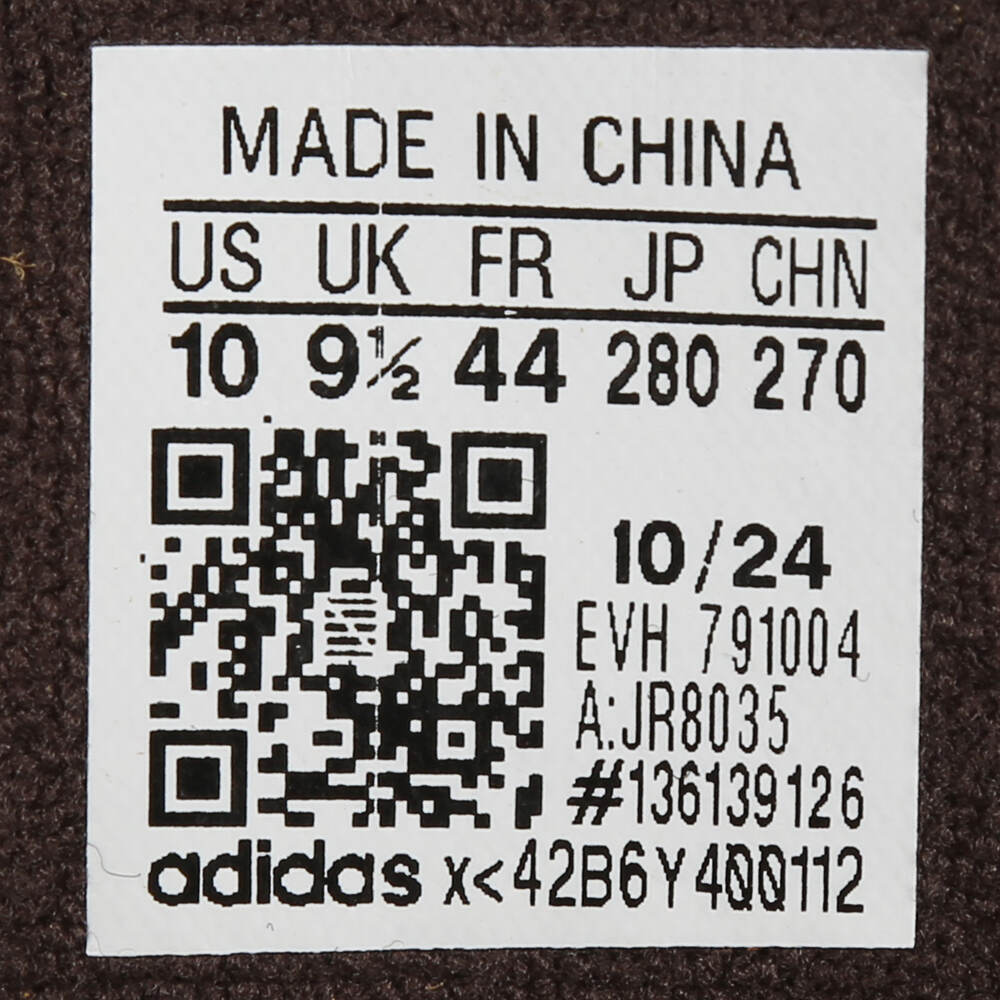 MADE IN CHINA
US UK FR JP CHN
10 9½ 44 280 270
10/24
EVH 791004
A:JR8035
#136139126
adidas X<42B6Y400112